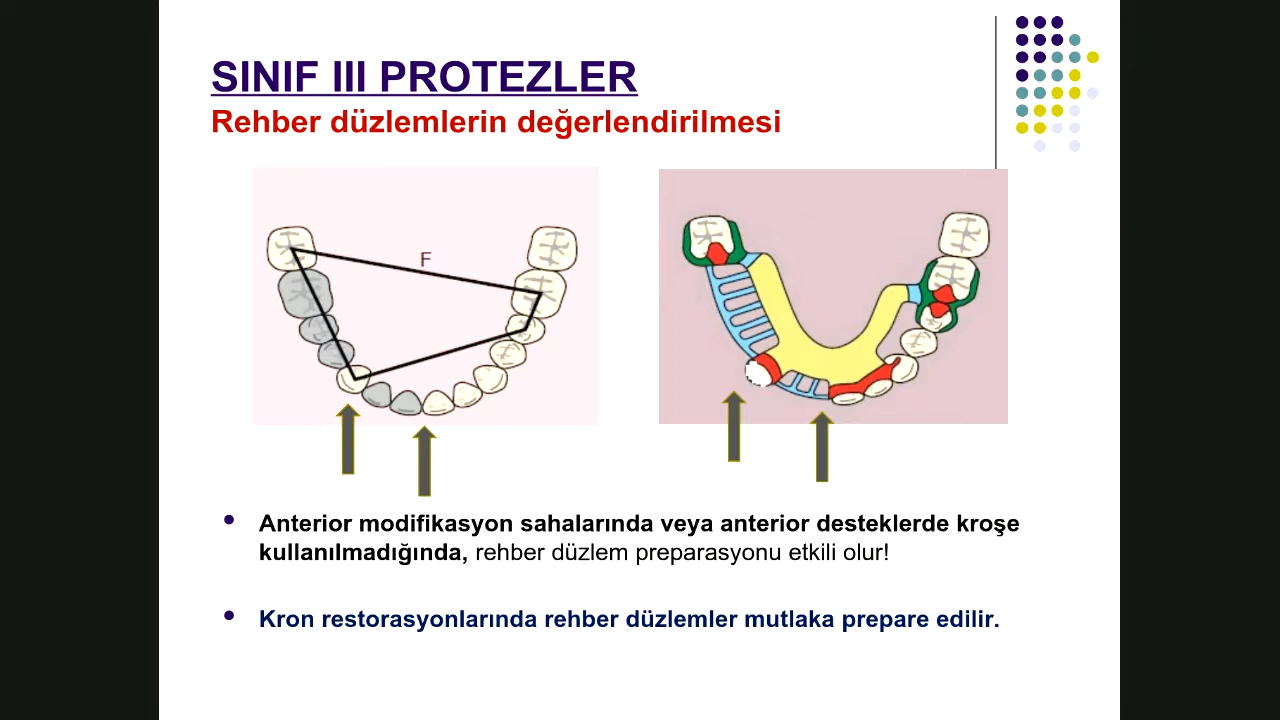 SINIF III PROTEZLER
Rehber düzlemlerin değerlendirilmesi
F
• Anterior modifikasyon sahalarında veya anterior desteklerde kroşe
kullanılmadığında, rehber düzlem preparasyonu etkili olur!
• Kron restorasyonlarında rehber düzlemler mutlaka prepare edilir.